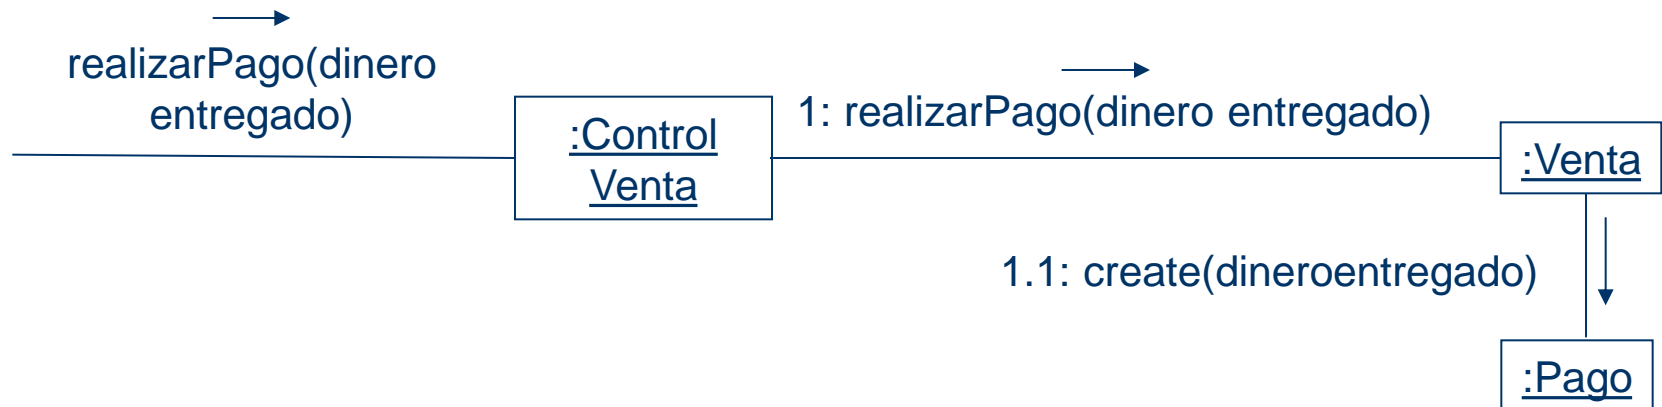 realizarPago(dinero
entregado)
:Control
Venta
1: realizarPago(dinero entregado)
:Venta
1.1: create(dineroentregado)
:Pago